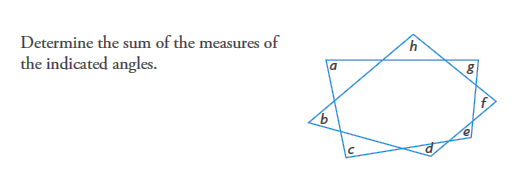 Determine the sum of the measures of
the indicated angles.
h
a
g
f
b
e
d
c